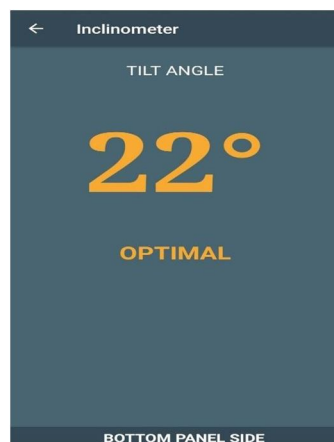 ← Inclinometer
TILT ANGLE
22°
OPTIMAL
BOTTOM PANEL SIDE